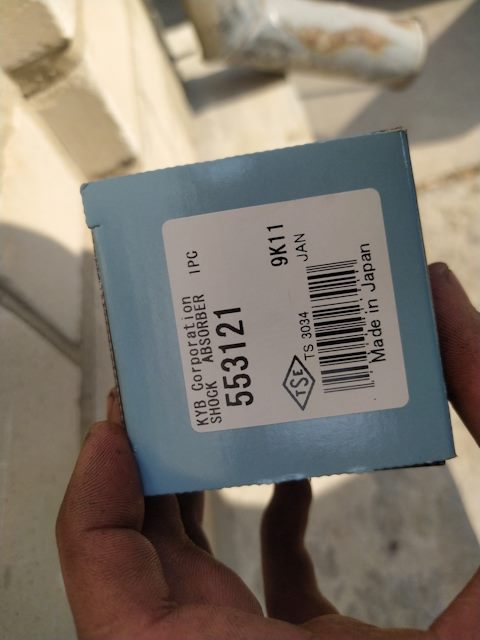 KYB Corporation 1PC
SHOCK ABSORBER
553121 9K11
JAN
TSE TS 3034
Made in Japan